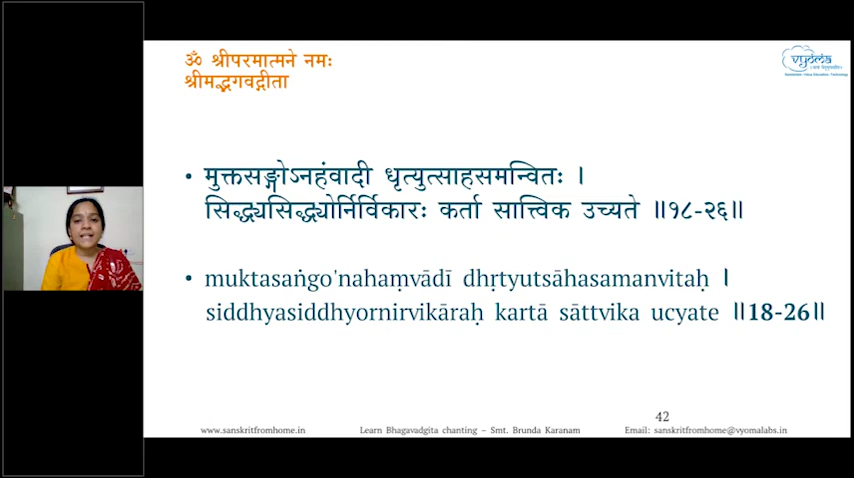 ॐ श्रीपरमात्मने नमः
श्रीमद्भगवद्गीता
vyoma
• मुक्तसङ्गोऽनहंवादी धृत्युत्साहसमन्वितः ।
सिद्ध्यसिद्ध्योर्निर्विकारः कर्ता सात्त्विक उच्यते ॥१८-२६॥
• muktasaṅgo'nahaṃvādī dhṛtyutsāhasamanvitaḥ ।
siddhyasiddhyornirvikāraḥ kartā sāttvika ucyate ॥18-26॥
42
www.sanskritfromhome.in Learn Bhagavadgita chanting – Smt. Brunda Karanam Email: sanskritfromhome@vyomalabs.in